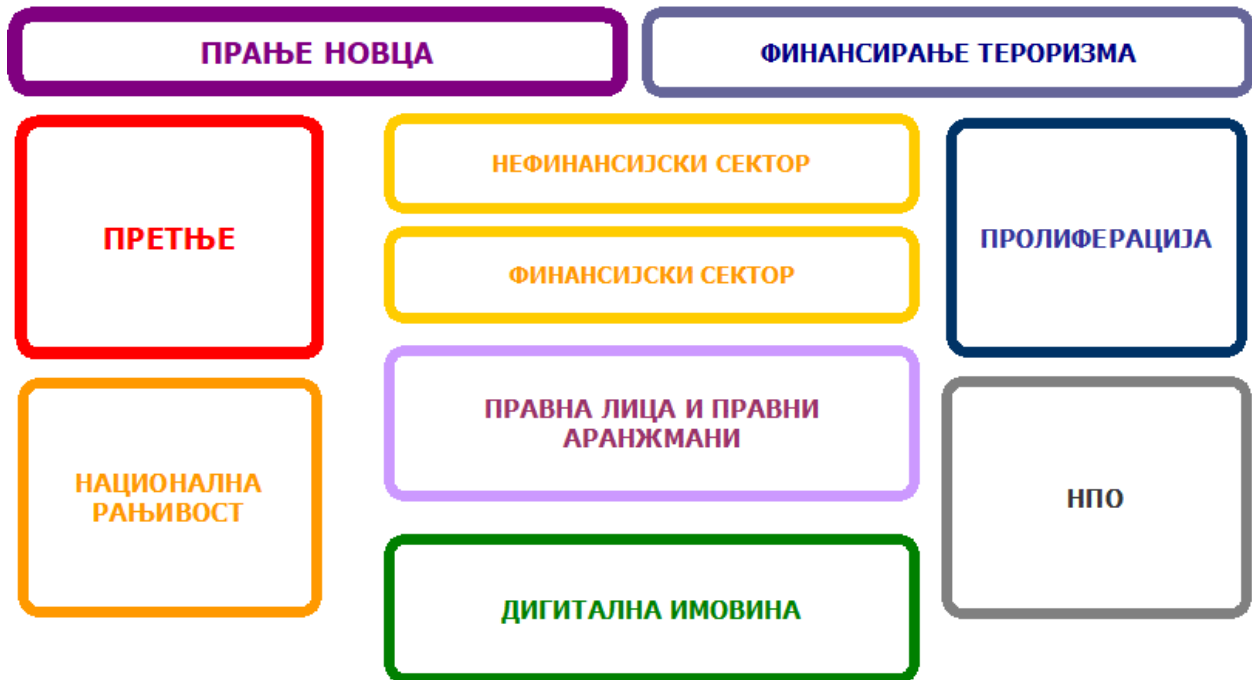 ПРАЊЕ НОВЦА
ФИНАНСИРАЊЕ ТЕРОРИЗМА
ПРЕТЊЕ
НЕФИНАНСИЈСКИ СЕКТОР
ФИНАНСИЈСКИ СЕКТОР
ПРОЛИФЕРАЦИЈА
ПРАВНА ЛИЦА И ПРАВНИ
АРАНЖМАНИ
НАЦИОНАЛНА
РАЊИВОСТ
НПО
ДИГИТАЛНА ИМОВИНА